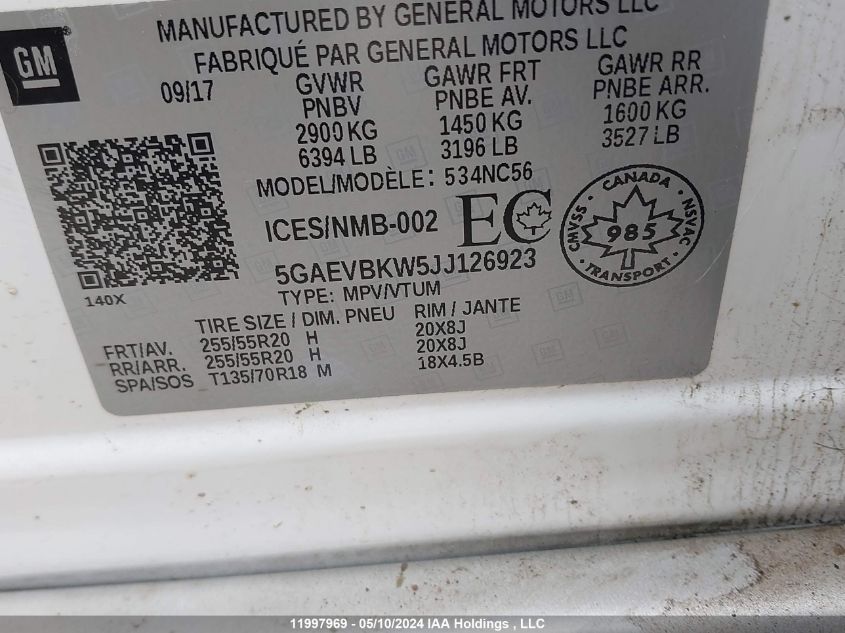 MANUFACTURED BY GENERAL MOTORS LLC
FABRIQUÉ PAR GENERAL MOTORS LLC
GM
09/17
GVWR GAWR FRT GAWR RR
PNBV PNBE AV. PNBE ARR.
2900 KG 1450 KG 1600 KG
6394 LB 3196 LB 3527 LB
MODEL/MODÈLE: 534NC56
ICES/NMB-002 EC
CANADA
CMVSS 985 NSVAC
TRANSPORT
5GAEVBKW5JJ126923
140X
TYPE: MPV/VTUM
TIRE SIZE / DIM. PNEU RIM / JANTE
FRT/AV. 255/55R20 H 20X8J
RR/ARR. 255/55R20 H 20X8J
SPA/SOS T135/70R18 M 18X4.5B
11997969 - 05/10/2024 IAA Holdings , LLC